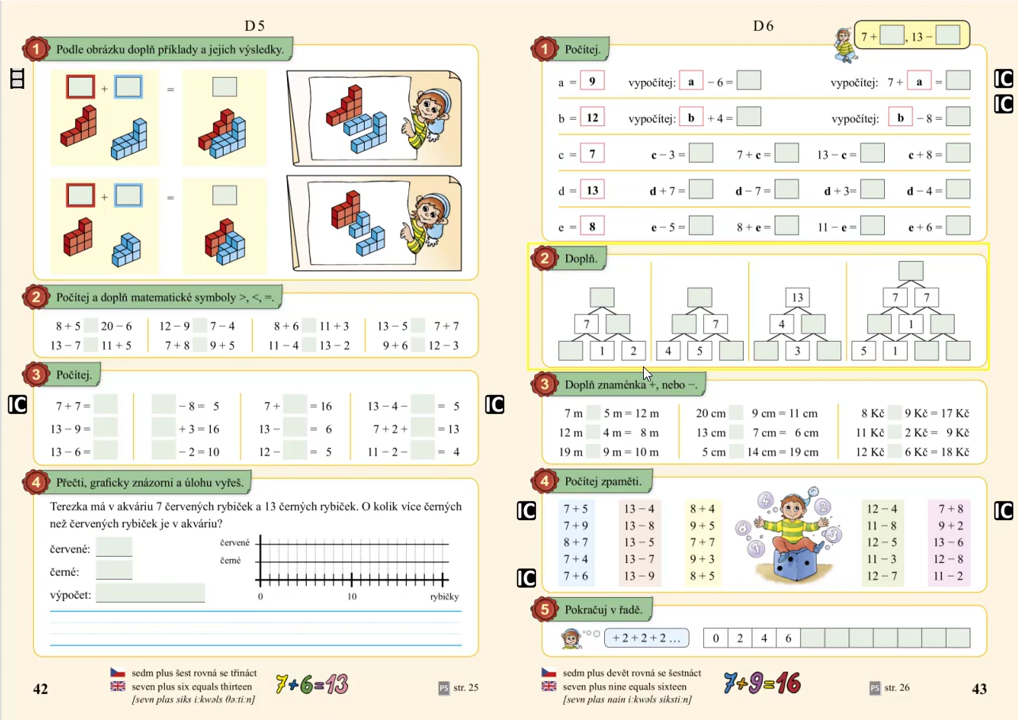 D 5
1 Podle obrázku doplň příklady a jejich výsledky.
+ =
+ =
2 Počítej a doplň matematické symboly >, <, =.
8 + 5 20 − 6 12 − 9 7 − 4 8 + 6 11 + 3 13 − 5 7 + 7
13 − 7 11 + 5 7 + 8 9 + 5 11 − 4 13 − 2 9 + 6 12 − 3
3 Počítej.
7 + 7 = − 8 = 5 7 + = 16 13 − 4 − = 5
13 − 9 = + 3 = 16 13 − = 6 7 + 2 + = 13
13 − 6 = − 2 = 10 12 − = 5 11 − 2 − = 4
4 Přečti, graficky znázorni a úlohu vyřeš.
Terezka má v akváriu 7 červených rybiček a 13 černých rybiček. O kolik více černých
než červených rybiček je v akváriu?
červené: červené
černé: černé
výpočet: 0 10 rybičky
42
sedm plus šest rovná se třináct
seven plus six equals thirteen
[sevn plas siks i:kwəls θə:ti:n]
7+6=13
PS str. 25
D 6
7 + , 13 −
1 Počítej.
a = 9 vypočítej: a − 6 = vypočítej: 7 + a =
b = 12 vypočítej: b + 4 = vypočítej: b − 8 =
c = 7 c − 3 = 7 + c = 13 − c = c + 8 =
d = 13 d + 7 = d − 7 = d + 3= d − 4 =
e = 8 e − 5 = 8 + e = 11 − e = e + 6 =
2 Doplň.
13 7 7
7 7 4 1
1 2 4 5 3 5 1
3 Doplň znaménka +, nebo −.
7 m 5 m = 12 m 20 cm 9 cm = 11 cm 8 Kč 9 Kč = 17 Kč
12 m 4 m = 8 m 13 cm 7 cm = 6 cm 11 Kč 2 Kč = 9 Kč
19 m 9 m = 10 m 5 cm 14 cm = 19 cm 12 Kč 6 Kč = 18 Kč
4 Počítej zpaměti.
7 + 5 13 − 4 8 + 4 12 − 4 7 + 8
7 + 9 13 − 8 9 + 5 11 − 8 9 + 2
8 + 7 13 − 5 7 + 7 12 − 5 13 − 6
7 + 4 13 − 7 9 + 3 11 − 3 12 − 8
7 + 6 13 − 9 8 + 5 12 − 7 11 − 2
5 Pokračuj v řadě.
+ 2 + 2 + 2 … 0 2 4 6
sedm plus devět rovná se šestnáct
seven plus nine equals sixteen
[sevn plas nain i:kwəls siksti:n]
7+9=16
PS str. 26
43